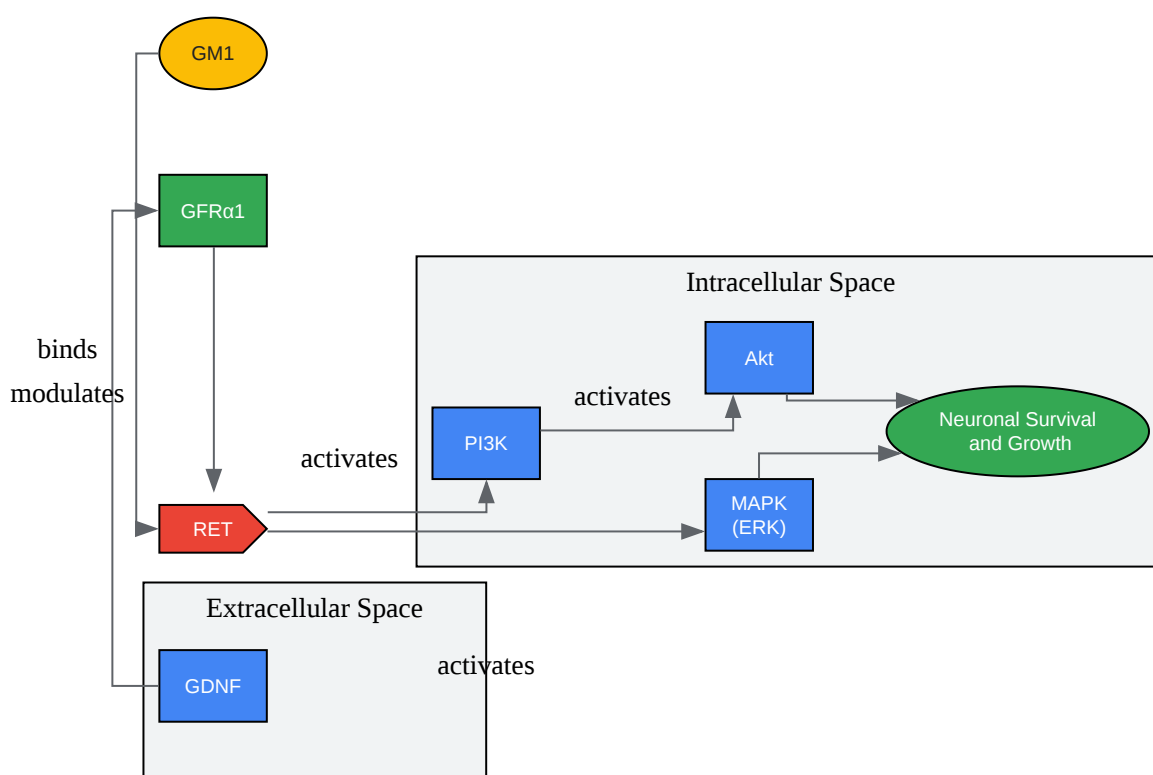 GM1
GFRα1
Intracellular Space
Akt
binds
modulates
activates
Neuronal Survival
and Growth
PI3K
activates
MAPK
(ERK)
RET
Extracellular Space
activates
GDNF